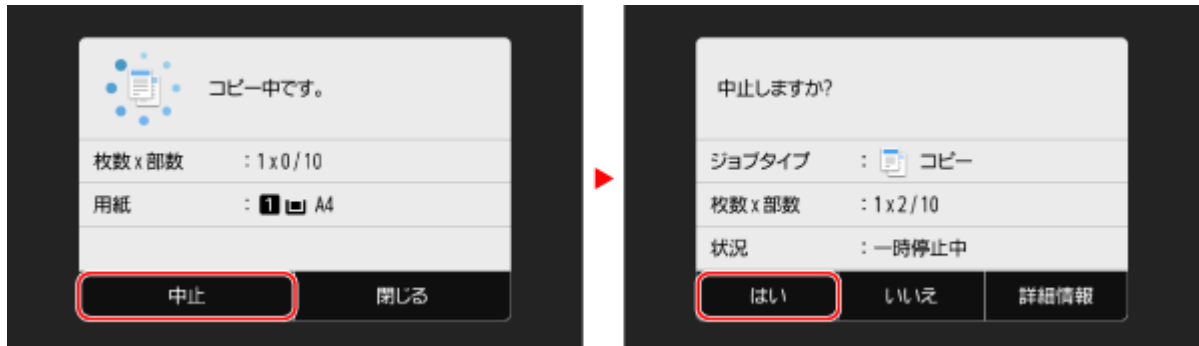 コピー中です。
枚数 x 部数 : 1 x 0 / 10
用紙 : 1 A4
中止 閉じる
中止しますか?
ジョブタイプ : コピー
枚数 x 部数 : 1 x 2 / 10
状況 : 一時停止中
はい いいえ 詳細情報